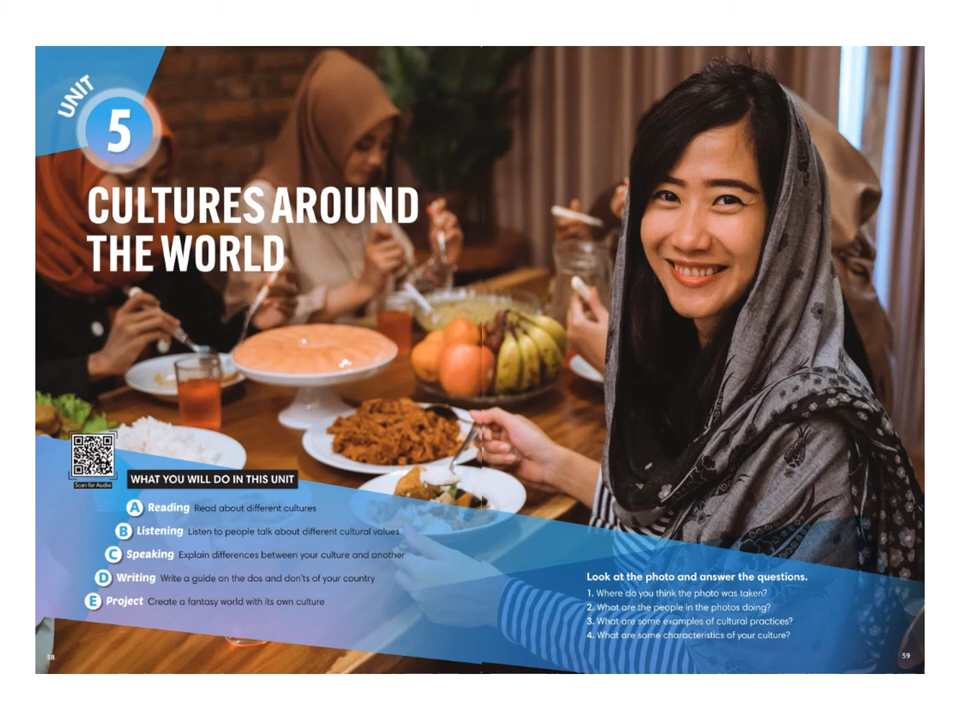 UNIT
5
CULTURES AROUND
THE WORLD
Scan for Audio
WHAT YOU WILL DO IN THIS UNIT
A Reading Read about different cultures
B Listening Listen to people talk about different cultural values
C Speaking Explain differences between your culture and another
D Writing Write a guide on the dos and don'ts of your country
E Project Create a fantasy world with its own culture
Look at the photo and answer the questions.
1. Where do you think the photo was taken?
2. What are the people in the photos doing?
3. What are some examples of cultural practices?
4. What are some characteristics of your culture?
58
59